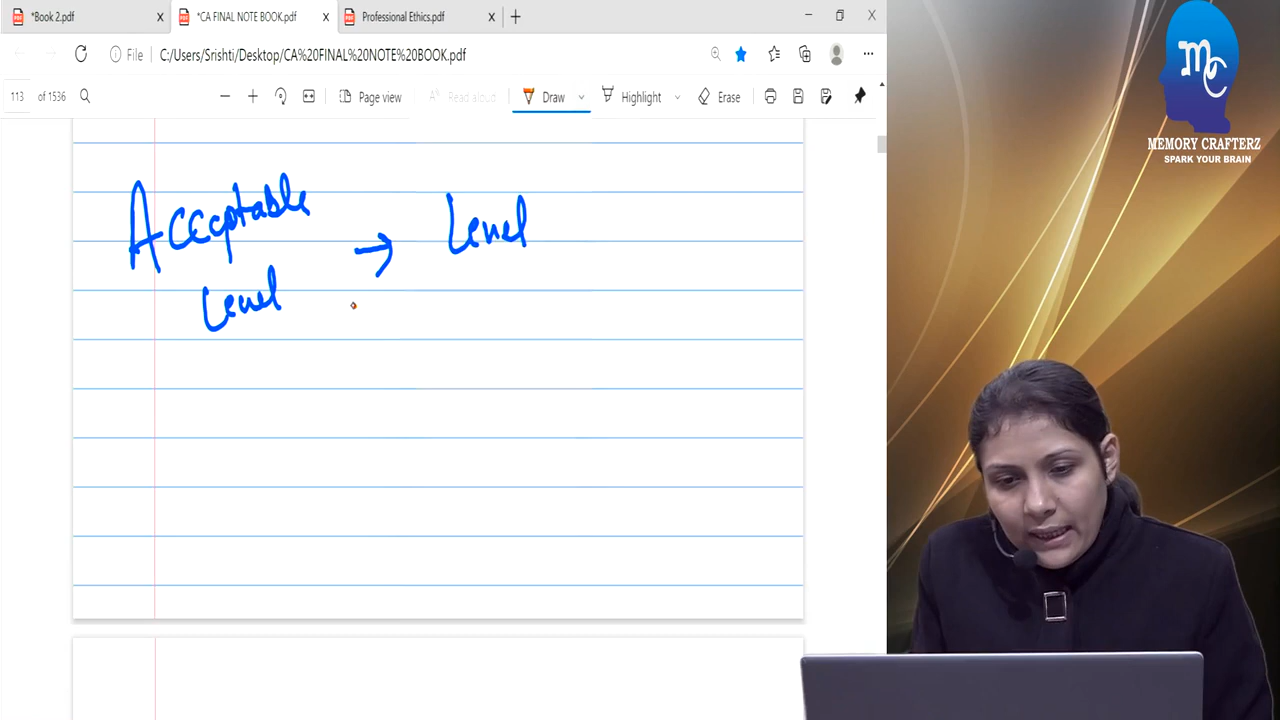 *Book 2.pdf
*CA FINAL NOTE BOOK.pdf
Professional Ethics.pdf
File
C:/Users/Srishti/Desktop/CA%20FINAL%20NOTE%20BOOK.pdf
113 of 1536
Page view
Read aloud
Draw
Highlight
Erase
MC
MEMORY CRAFTERZ
SPARK YOUR BRAIN
Acceptable
Level
→ Level